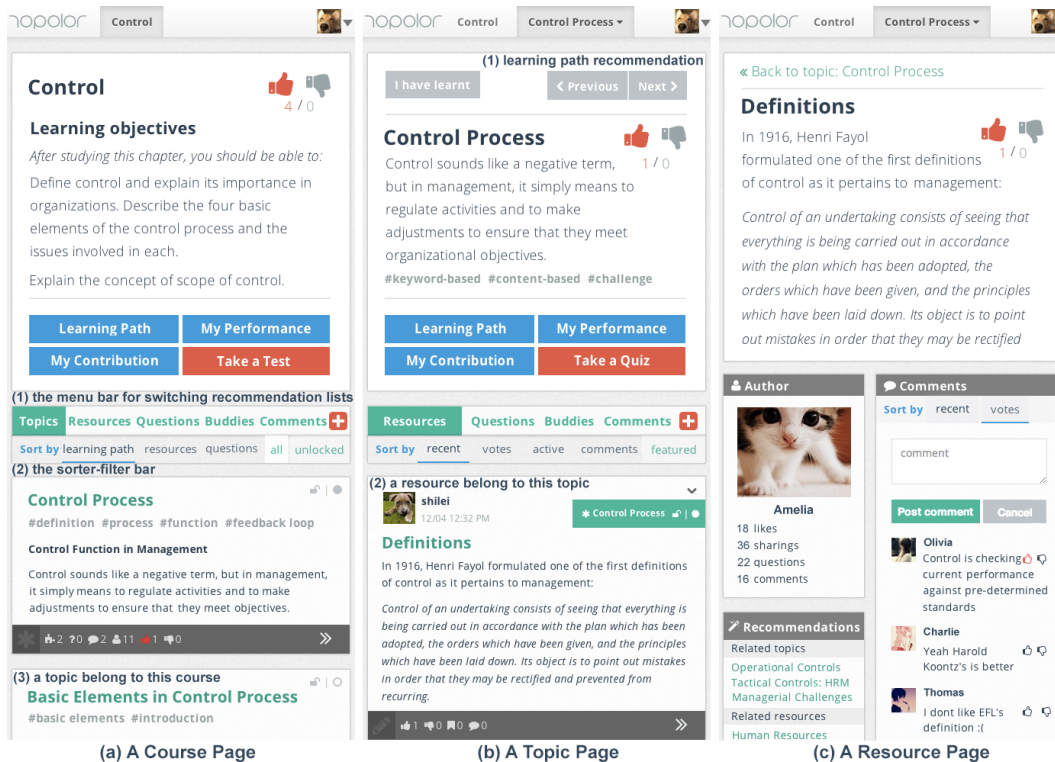 nopolor
Control
Control
4 / 0
Learning objectives
After studying this chapter, you should be able to:
Define control and explain its importance in
organizations. Describe the four basic
elements of the control process and the
issues involved in each.
Explain the concept of scope of control.
Learning Path
My Performance
My Contribution
Take a Test
(1) the menu bar for switching recommendation lists
Topics Resources Questions Buddies Comments
Sort by learning path resources questions all unlocked
(2) the sorter-filter bar
Control Process
#definition #process #function #feedback loop
Control Function in Management
Control sounds like a negative term, but in management,
it simply means to regulate activities and to make
adjustments to ensure that they meet objectives.
2 ?0 2 11 1 0
(3) a topic belong to this course
Basic Elements in Control Process
#basic elements #introduction
(a) A Course Page
nopolor
Control
Control Process
(1) learning path recommendation
I have learnt
Previous
Next
Control Process
1 / 0
Control sounds like a negative term,
but in management, it simply means to
regulate activities and to make
adjustments to ensure that they meet
organizational objectives.
#keyword-based #content-based #challenge
Learning Path
My Performance
My Contribution
Take a Quiz
Resources Questions Buddies Comments
Sort by recent votes active comments featured
(2) a resource belong to this topic
shilei
12/04 12:32 PM
Control Process
Definitions
In 1916, Henri Fayol formulated one of the first definitions
of control as it pertains to management:
Control of an undertaking consists of seeing that everything is
being carried out in accordance with the plan which has been
adopted, the orders which have been given, and the principles
which have been laid down. Its object is to point out mistakes
in order that they may be rectified and prevented from
recurring.
1 0 0 0
(b) A Topic Page
nopolor
Control
Control Process
« Back to topic: Control Process
Definitions
1 / 0
In 1916, Henri Fayol
formulated one of the first definitions
of control as it pertains to management:
Control of an undertaking consists of seeing that
everything is being carried out in accordance
with the plan which has been adopted, the
orders which have been given, and the principles
which have been laid down. Its object is to point
out mistakes in order that they may be rectified
Author
Amelia
18 likes
36 sharings
22 questions
16 comments
Recommendations
Related topics
Operational Controls
Tactical Controls: HRM
Managerial Challenges
Related resources
Human Resources
Comments
Sort by recent votes
comment
Post comment
Cancel
Olivia
Control is checking
current performance
against pre-determined
standards
Charlie
Yeah Harold
Koontz's is better
Thomas
I dont like EFL's
definition :(
(c) A Resource Page